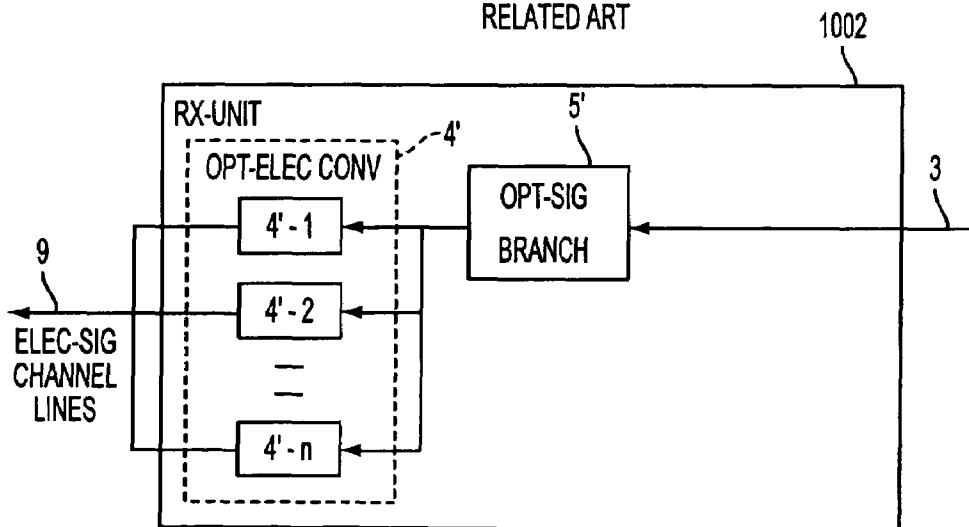 RELATED ART
1002
RX-UNIT
4'
5'
OPT-ELEC CONV
OPT-SIG
BRANCH
3
4'-1
9
4'-2
ELEC-SIG
CHANNEL
LINES
4'-n